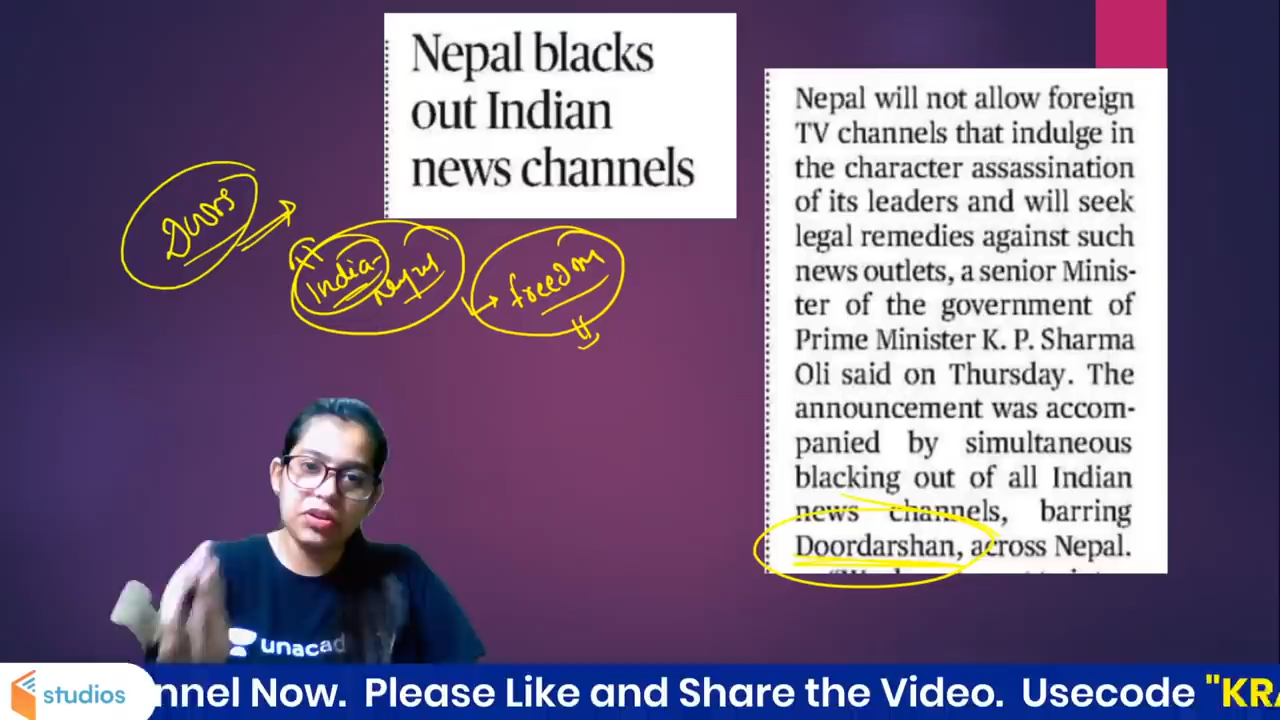 Nepal blacks
out Indian
news channels
Nepal will not allow foreign
TV channels that indulge in
the character assassination
of its leaders and will seek
legal remedies against such
news outlets, a senior Minis-
ter of the government of
Prime Minister K. P. Sharma
Oli said on Thursday. The
announcement was accom-
panied by simultaneous
blacking out of all Indian
news channels, barring
Doordarshan, across Nepal.
India-
freedom
unacad
studios
nnel Now. Please Like and Share the Video. Usecode "KRA